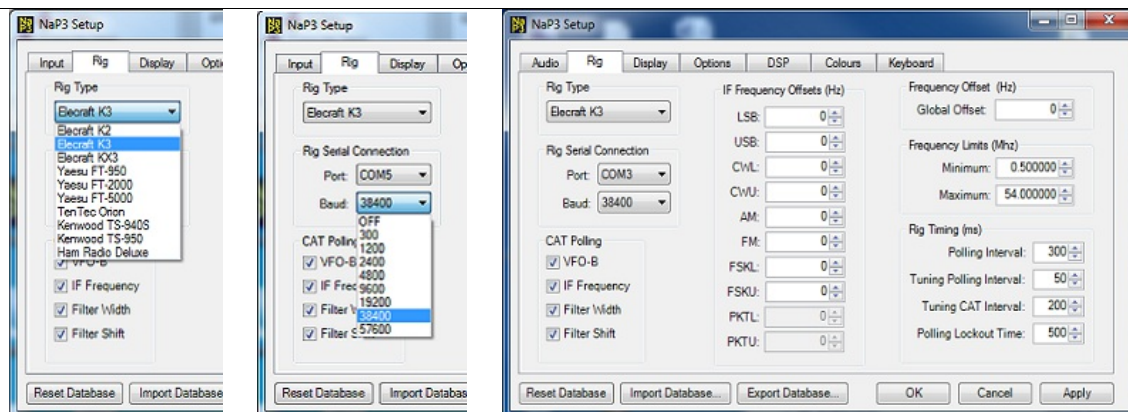 NaP3 Setup
Input Rig Display Opti
Rig Type
Elecraft K3
Elecraft K2
Elecraft K3
Elecraft KX3
Yaesu FT-950
Yaesu FT-2000
Yaesu FT-5000
TenTec Orion
Kenwood TS-940S
Kenwood TS-950
Ham Radio Deluxe
VFO-B
IF Frequency
Filter Width
Filter Shift
Reset Database Import Database
NaP3 Setup
Input Rig Display Op
Rig Type
Elecraft K3
Rig Serial Connection
Port: COM5
Baud: 38400
OFF
300
1200
2400
4800
9600
19200
38400
57600
CAT Polling
VFO-B
IF Freq
Filter
Filter S
Reset Database Import Databas
NaP3 Setup
Audio Rig Display Options DSP Colours Keyboard
Rig Type
Elecraft K3
Rig Serial Connection
Port: COM3
Baud: 38400
CAT Polling
VFO-B
IF Frequency
Filter Width
Filter Shift
IF Frequency Offsets (Hz)
LSB: 0
USB: 0
CWL: 0
CWU: 0
AM: 0
FM: 0
FSKL: 0
FSKU: 0
PKTL: 0
PKTU: 0
Frequency Offset (Hz)
Global Offset: 0
Frequency Limits (Mhz)
Minimum: 0.500000
Maximum: 54.000000
Rig Timing (ms)
Polling Interval: 300
Tuning Polling Interval: 50
Tuning CAT Interval: 200
Polling Lockout Time: 500
Reset Database Import Database... Export Database... OK Cancel Apply